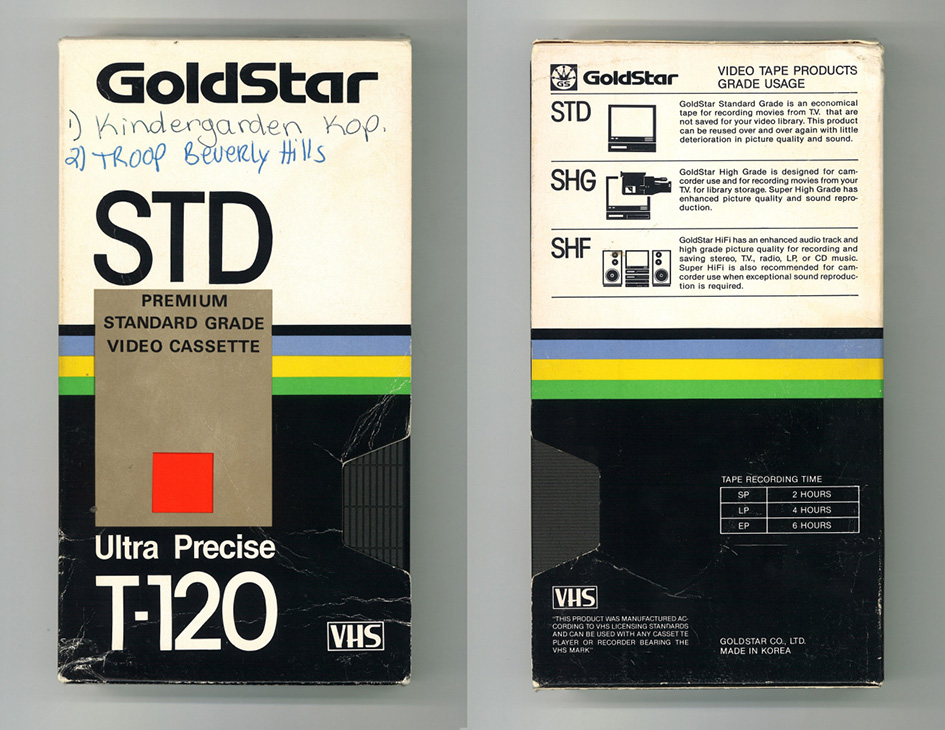 GoldStar
1) Kindergarden Kop.
2) TROOP Beverly Hills
STD
PREMIUM
STANDARD GRADE
VIDEO CASSETTE
Ultra Precise
T-120
VHS
GS GoldStar
VIDEO TAPE PRODUCTS
GRADE USAGE
STD
GoldStar Standard Grade is an economical
tape for recording movies from T.V. that are
not saved for your video library. This product
can be reused over and over again with little
deterioration in picture quality and sound.
SHG
GoldStar High Grade is designed for cam-
corder use and for recording movies from your
T.V. for library storage. Super High Grade has
enhanced picture quality and sound repro-
duction.
SHF
GoldStar HiFi has an enhanced audio track and
high grade picture quality for recording and
saving stereo, T.V., radio, LP, or CD music.
Super HiFi is also recommended for cam-
corder use when exceptional sound reproduc-
tion is required.
TAPE RECORDING TIME
SP 2 HOURS
LP 4 HOURS
EP 6 HOURS
VHS
"THIS PRODUCT WAS MANUFACTURED AC-
CORDING TO VHS LICENSING STANDARDS
AND CAN BE USED WITH ANY CASSETTE
PLAYER OR RECORDER BEARING THE
VHS MARK"
GOLDSTAR CO., LTD.
MADE IN KOREA